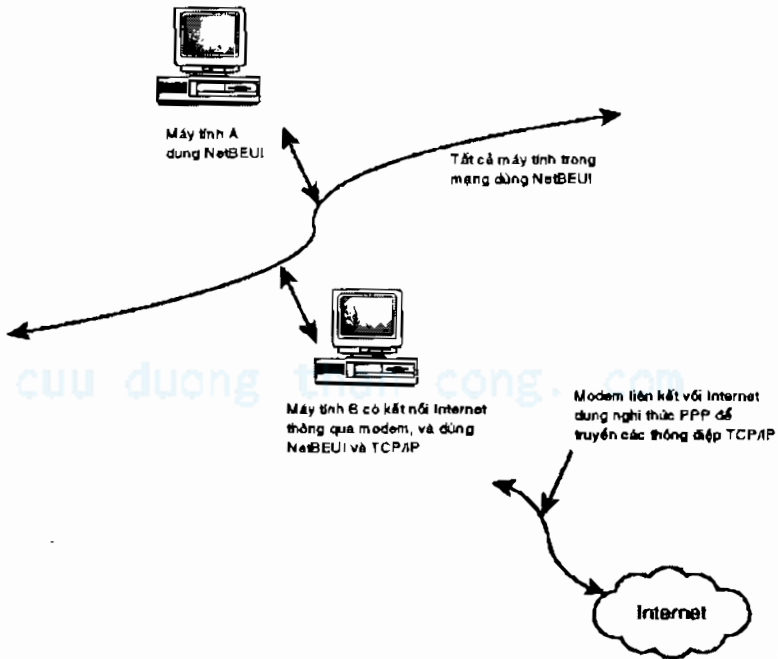 Máy tính A
dung NetBEUI
Tất cả máy tính trong
mạng dùng NetBEUI
cuu duong than cong. com
Máy tính B có kết nối Internet
thông qua modem, và dùng
NetBEUI và TCP/IP
Modem liên kết với Internet
dung nghi thức PPP để
truyền các thông điệp TCP/IP
Internet